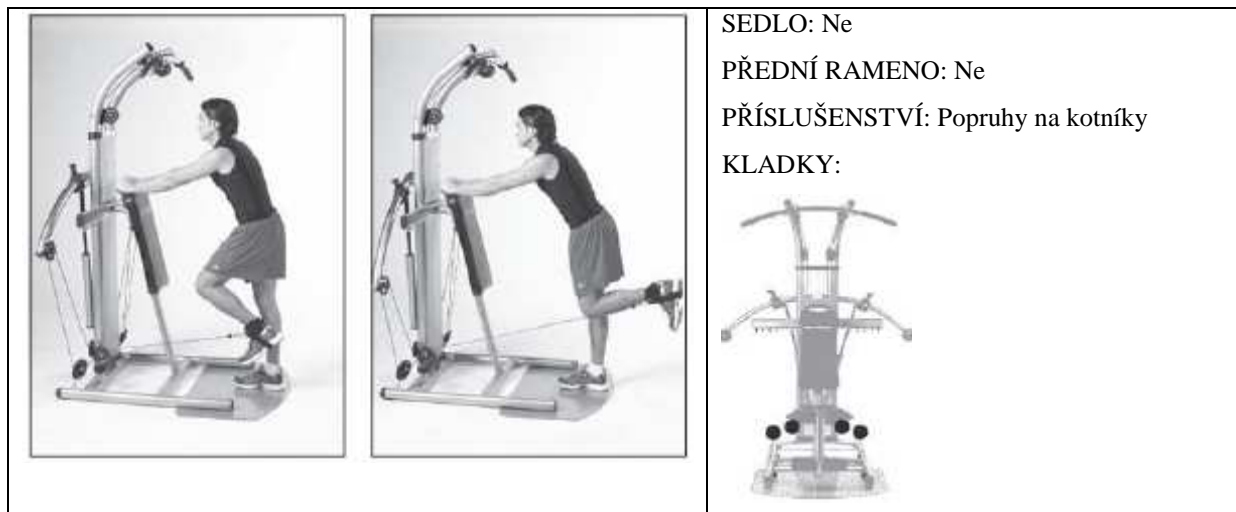 SEDLO: Ne
PŘEDNÍ RAMENO: Ne
PŘÍSLUŠENSTVÍ: Popruhy na kotníky
KLADKY: